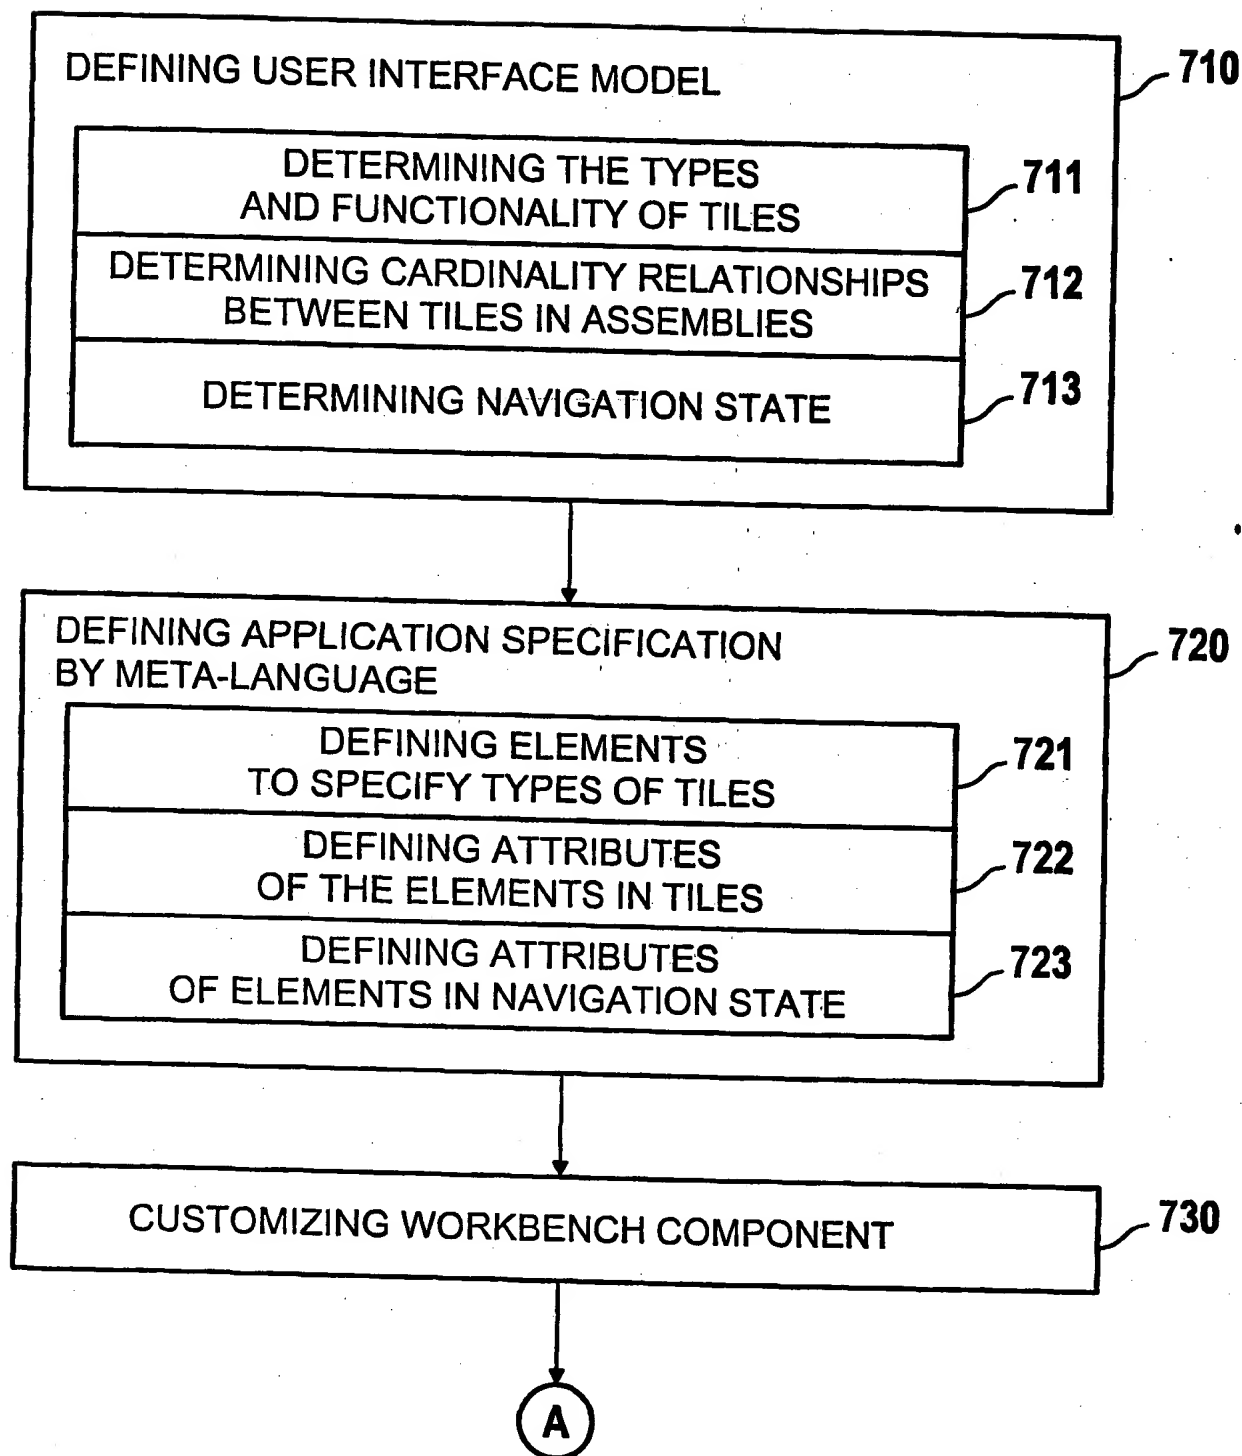 DEFINING USER INTERFACE MODEL
710
DETERMINING THE TYPES
AND FUNCTIONALITY OF TILES
711
DETERMINING CARDINALITY RELATIONSHIPS
BETWEEN TILES IN ASSEMBLIES
712
DETERMINING NAVIGATION STATE
713
DEFINING APPLICATION SPECIFICATION
BY META-LANGUAGE
720
DEFINING ELEMENTS
TO SPECIFY TYPES OF TILES
721
DEFINING ATTRIBUTES
OF THE ELEMENTS IN TILES
722
DEFINING ATTRIBUTES
OF ELEMENTS IN NAVIGATION STATE
723
CUSTOMIZING WORKBENCH COMPONENT
730
A